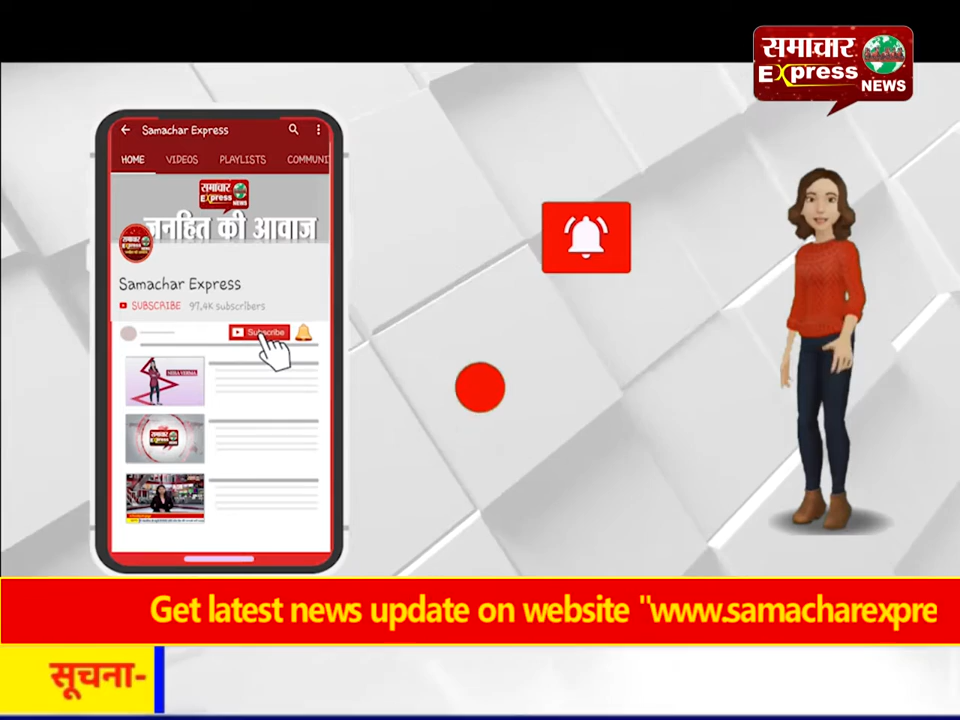 समाचार
Express
NEWS
Samachar Express
HOME VIDEOS PLAYLISTS COMMUNI
समाचार
Express
NEWS
जनहित की आवाज
Samachar Express
SUBSCRIBE 97.4K subscribers
Subscribe
Get latest news update on website "www.samacharexpre
सूचना-